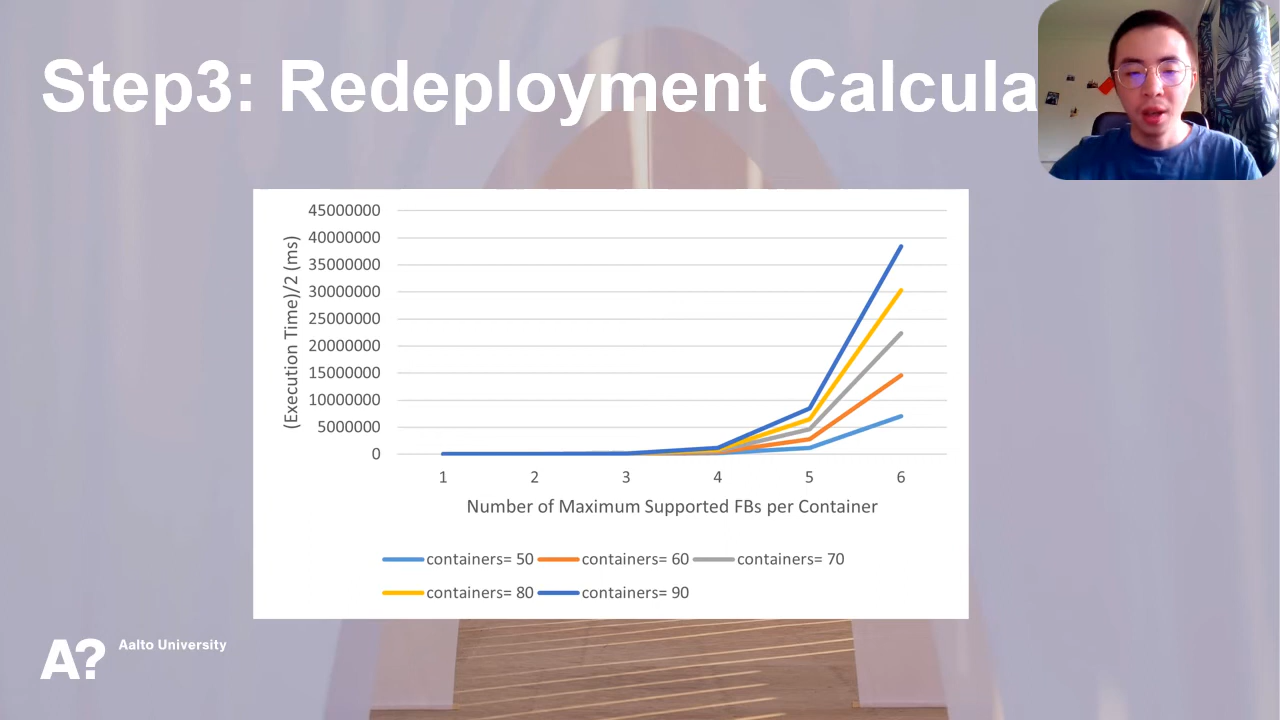 Step3: Redeployment Calcula
45000000
40000000
35000000
30000000
25000000
20000000
15000000
10000000
5000000
0
(Execution Time)/2 (ms)
1 2 3 4 5 6
Number of Maximum Supported FBs per Container
containers= 50 containers= 60 containers= 70
containers= 80 containers= 90
A? Aalto University